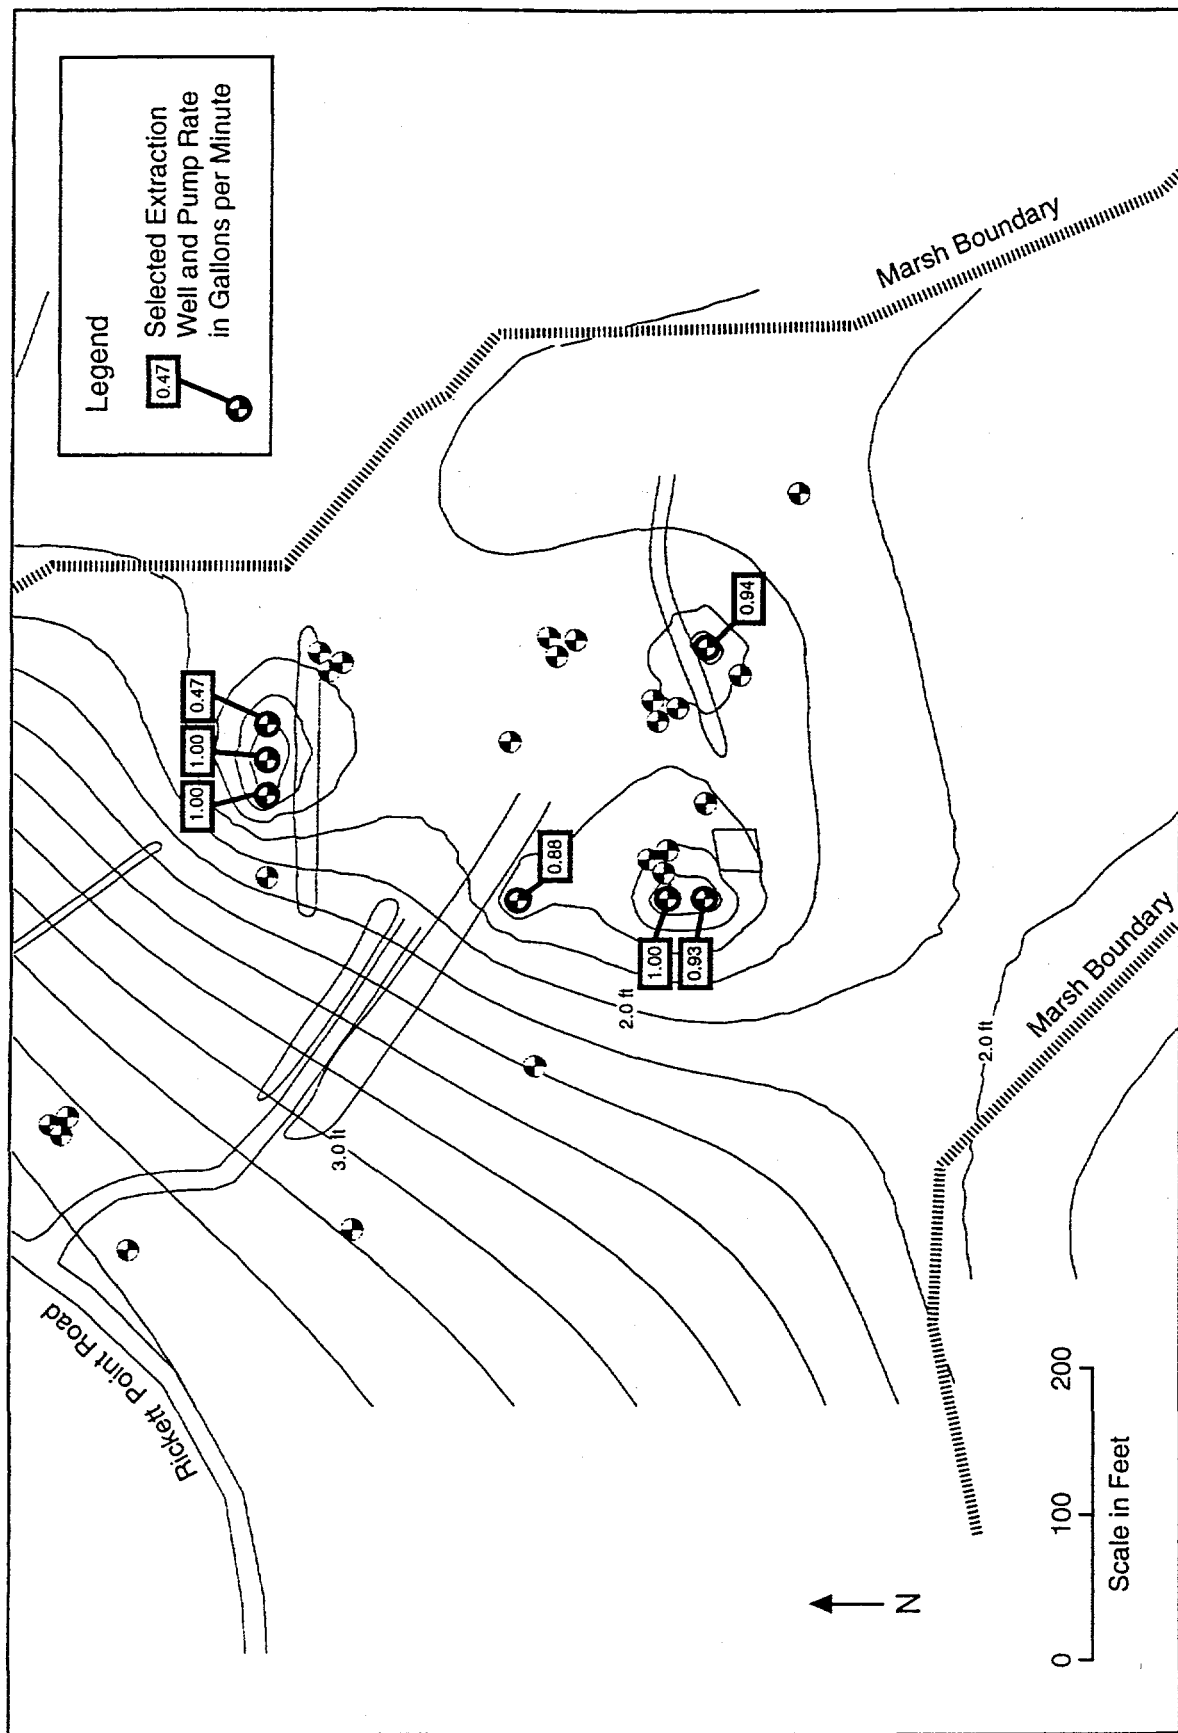 Legend
0.47
Selected Extraction
Well and Pump Rate
in Gallons per Minute
Rickett Point Road
3.0 ft
1.00
1.00
0.47
0.88
2.0 ft
1.00
0.93
0.94
Marsh Boundary
2.0 ft
Marsh Boundary
N
0
100
200
Scale in Feet